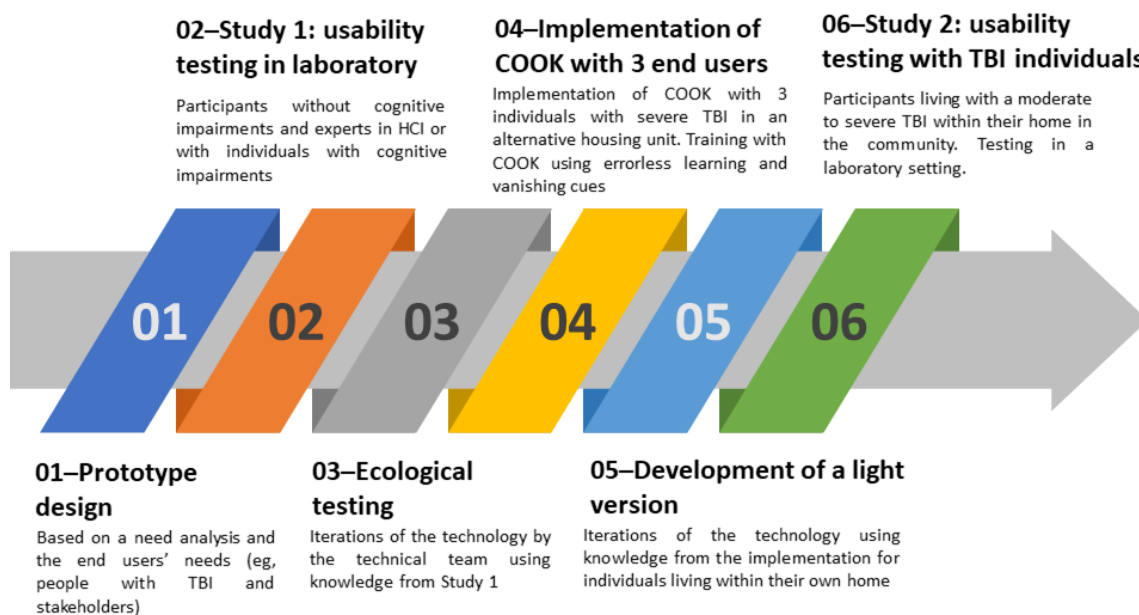 02–Study 1: usability
testing in laboratory
Participants without cognitive
impairments and experts in HCI or
with individuals with cognitive
impairments
04–Implementation of
COOK with 3 end users
Implementation of COOK with 3
individuals with severe TBI in an
alternative housing unit. Training with
COOK using errorless learning and
vanishing cues
06–Study 2: usability
testing with TBI individuals
Participants living with a moderate
to severe TBI within their home in
the community. Testing in a
laboratory setting.
01
02
03
04
05
06
01–Prototype
design
Based on a need analysis and
the end users’ needs (eg,
people with TBI and
stakeholders)
03–Ecological
testing
Iterations of the technology by
the technical team using
knowledge from Study 1
05–Development of a light
version
Iterations of the technology using
knowledge from the implementation for
individuals living within their own home